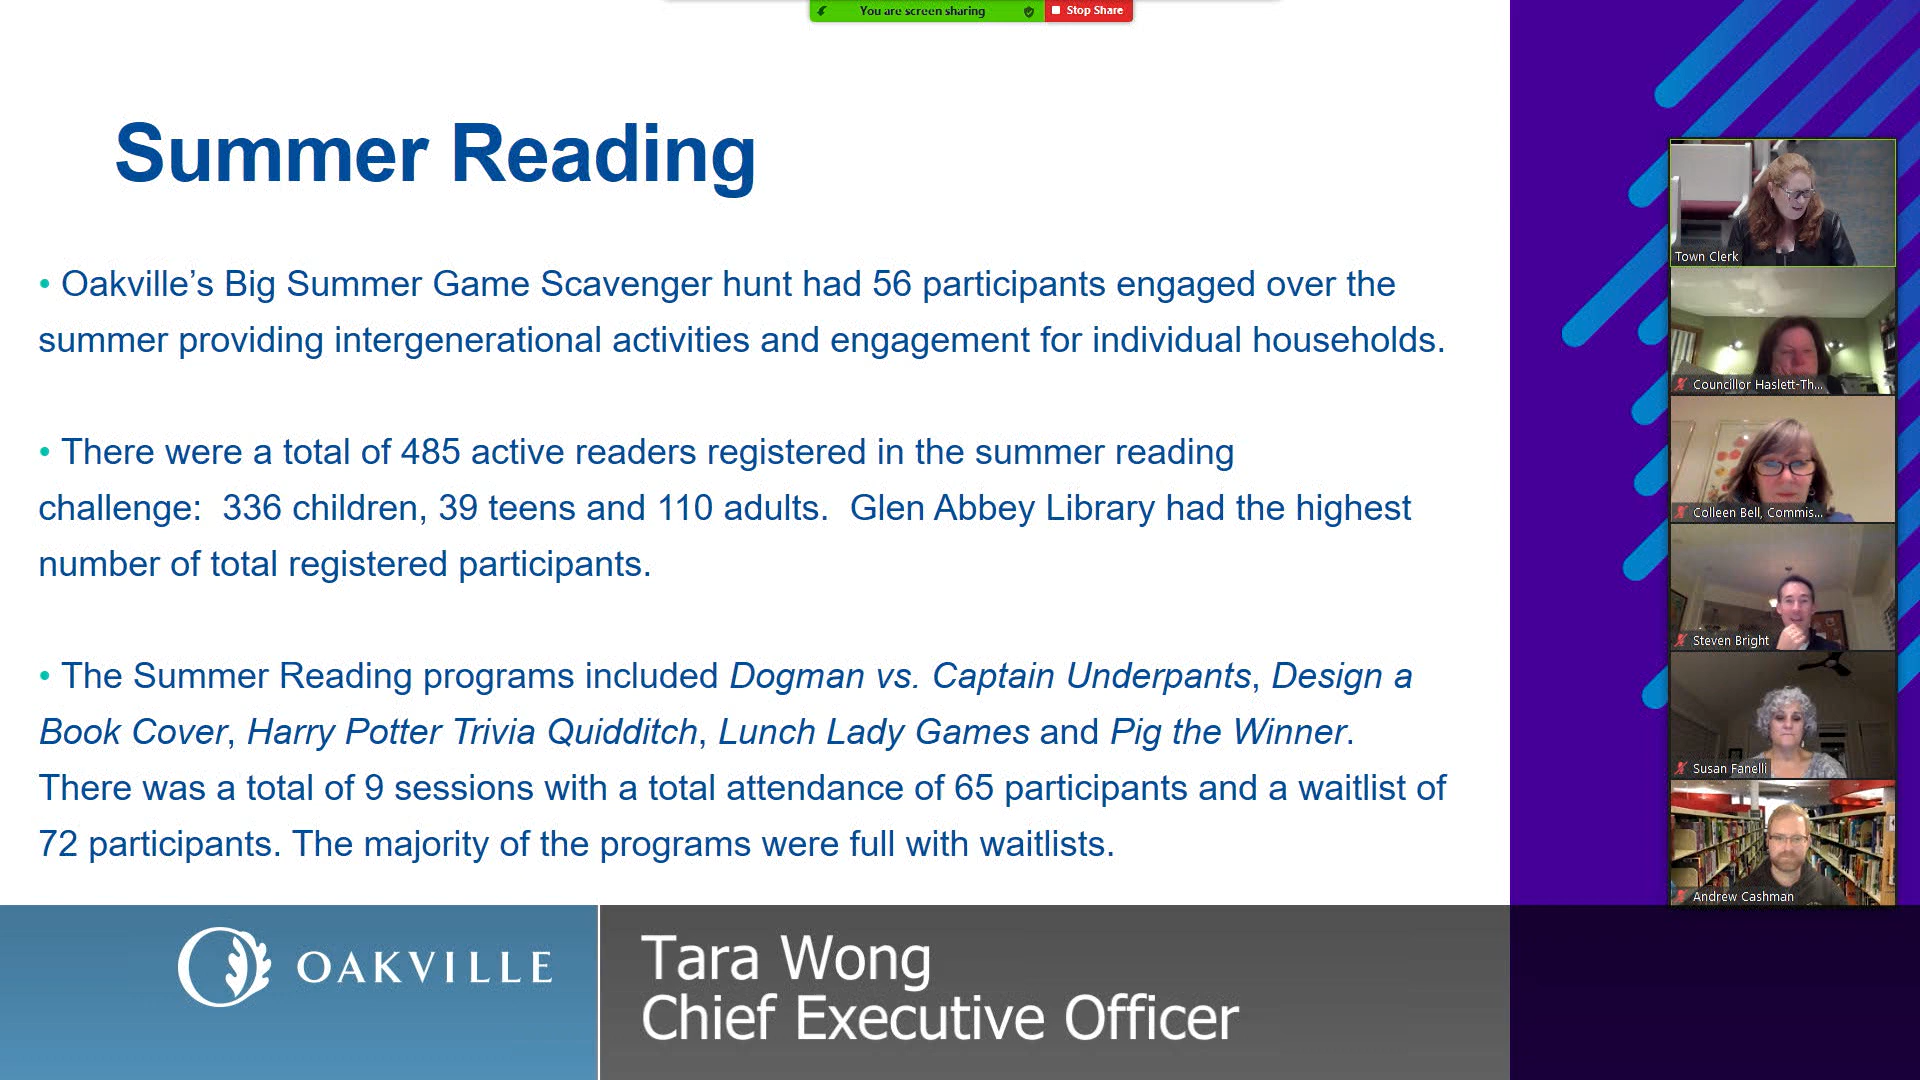 You are screen sharing
Stop Share
Summer Reading
• Oakville’s Big Summer Game Scavenger hunt had 56 participants engaged over the
summer providing intergenerational activities and engagement for individual households.
• There were a total of 485 active readers registered in the summer reading
challenge:  336 children, 39 teens and 110 adults.  Glen Abbey Library had the highest
number of total registered participants.
• The Summer Reading programs included Dogman vs. Captain Underpants, Design a
Book Cover, Harry Potter Trivia Quidditch, Lunch Lady Games and Pig the Winner.
There was a total of 9 sessions with a total attendance of 65 participants and a waitlist of
72 participants. The majority of the programs were full with waitlists.
Town Clerk
Councillor Haslett-Th...
Colleen Bell, Commis...
Steven Bright
Susan Fanelli
Andrew Cashman
OAKVILLE
Tara Wong
Chief Executive Officer